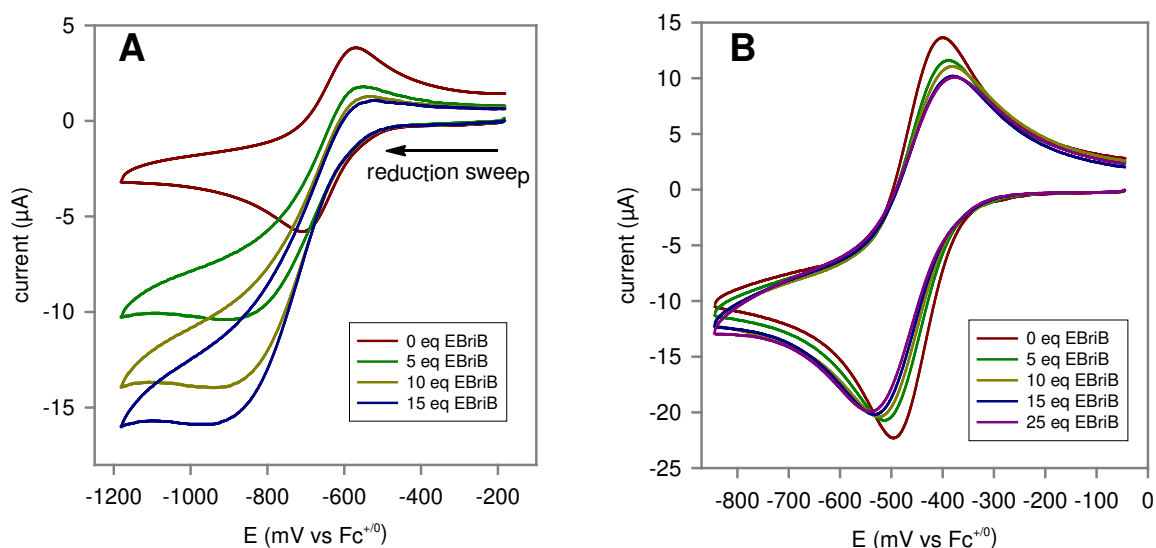 A
5
0
-5
-10
-15
current (µA)
reduction sweep
0 eq EBriB
5 eq EBriB
10 eq EBriB
15 eq EBriB
-1200 -1000 -800 -600 -400 -200
E (mV vs Fc+/0)
B
15
10
5
0
-5
-10
-15
-20
-25
current (µA)
0 eq EBriB
5 eq EBriB
10 eq EBriB
15 eq EBriB
25 eq EBriB
-800 -700 -600 -500 -400 -300 -200 -100 0
E (mV vs Fc+/0)